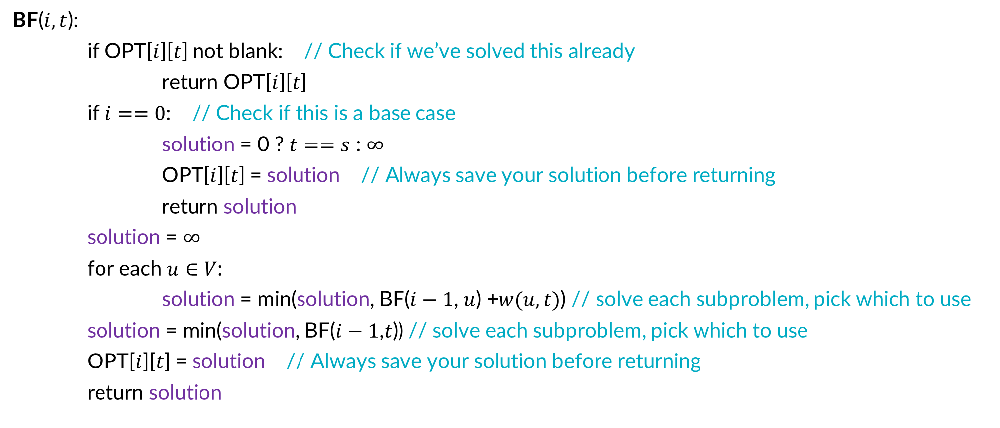 BF(i, t):
if OPT[i][t] not blank: // Check if we’ve solved this already
return OPT[i][t]
if i == 0: // Check if this is a base case
solution = 0 ? t == s : ∞
OPT[i][t] = solution // Always save your solution before returning
return solution
solution = ∞
for each u ∈ V:
solution = min(solution, BF(i − 1, u) +w(u, t)) // solve each subproblem, pick which to use
solution = min(solution, BF(i − 1,t)) // solve each subproblem, pick which to use
OPT[i][t] = solution // Always save your solution before returning
return solution